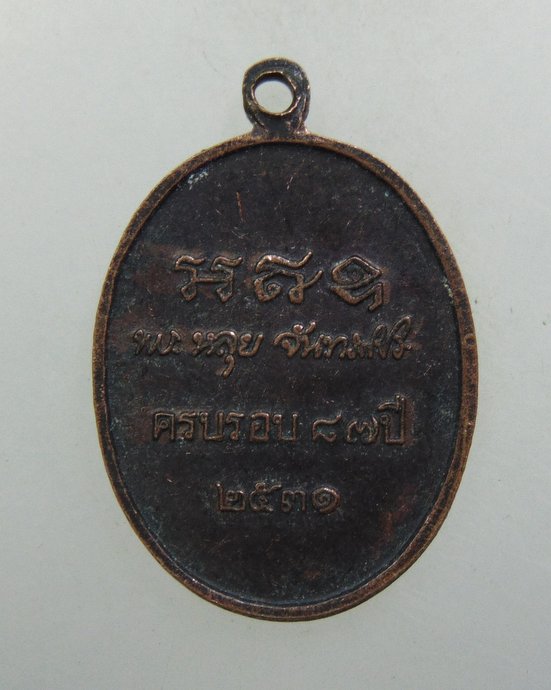 พระ หลุย จันทสาโร
ครบรอบ ๘๗ปี
๒๕๓๑